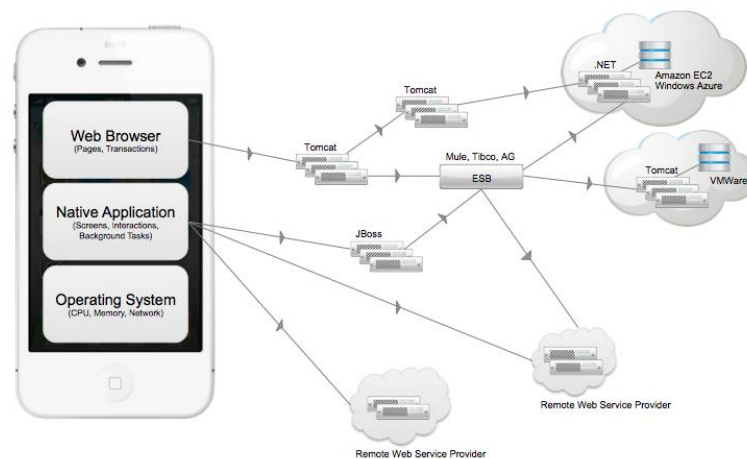 Web Browser
(Pages, Transactions)
Native Application
(Screens, Interactions,
Background Tasks)
Operating System
(CPU, Memory, Network)
Tomcat
Tomcat
JBoss
Mule, Tibco, AG
ESB
.NET
Amazon EC2
Windows Azure
Tomcat
VMWare
Remote Web Service Provider
Remote Web Service Provider